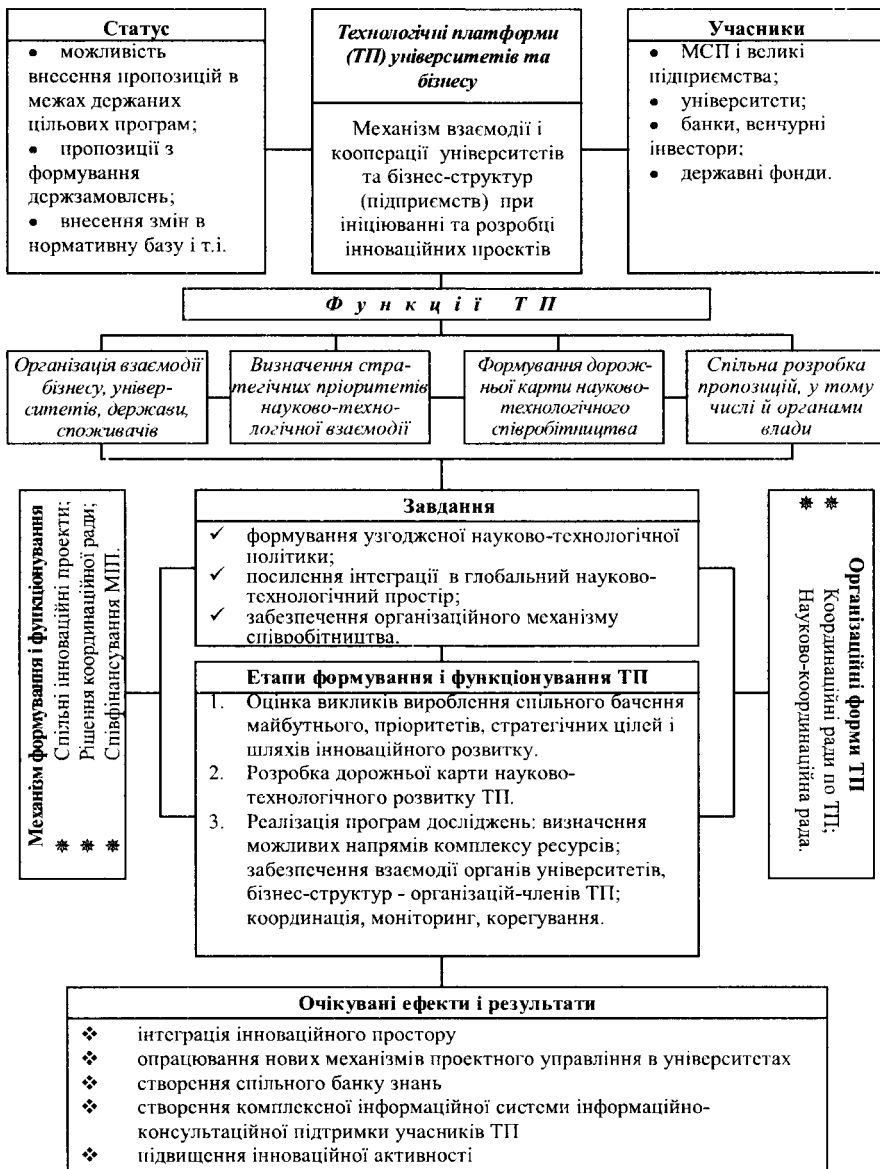 Статус
● можливість
внесення пропозицій в
межах держаних
цільових програм;
● пропозиції з
формування
держзамовлень;
● внесення змін в
нормативну базу і т.і.
Технологічні платформи
(ТП) університетів та
бізнесу
Механізм взаємодії і
кооперації університетів
та бізнес-структур
(підприємств) при
ініціюванні та розробці
інноваційних проектів
Учасники
● МСП і великі
підприємства;
● університети;
● банки, венчурні
інвестори;
● державні фонди.
Функції ТП
Організація взаємодії
бізнесу, універ-
ситетів, держави,
споживачів
Визначення стра-
тегічних пріоритетів
науково-техно-
логічної взаємодії
Формування дорож-
ньої карти науково-
технологічного
співробітництва
Спільна розробка
пропозицій, у тому
числі й органами
влади
Механізм формування і функціонування
✵ Спільні інноваційні проекти;
✵ Рішення координаційної ради;
✵ Співфінансування МІП.
Завдання
✓ формування узгодженої науково-технологічної
політики;
✓ посилення інтеграції в глобальний науково-
технологічний простір;
✓ забезпечення організаційного механізму
співробітництва.
Етапи формування і функціонування ТП
1. Оцінка викликів вироблення спільного бачення
майбутнього, пріоритетів, стратегічних цілей і
шляхів інноваційного розвитку.
2. Розробка дорожньої карти науково-
технологічного розвитку ТП.
3. Реалізація програм досліджень: визначення
можливих напрямів комплексу ресурсів;
забезпечення взаємодії органів університетів,
бізнес-структур - організацій-членів ТП;
координація, моніторинг, корегування.
Організаційні форми ТП
✵ Координаційні ради по ТП;
✵ Науково-координаційна рада.
Очікувані ефекти і результати
❖ інтеграція інноваційного простору
❖ опрацювання нових механізмів проектного управління в університетах
❖ створення спільного банку знань
❖ створення комплексної інформаційної системи інформаційно-
консультаційної підтримки учасників ТП
❖ підвищення інноваційної активності